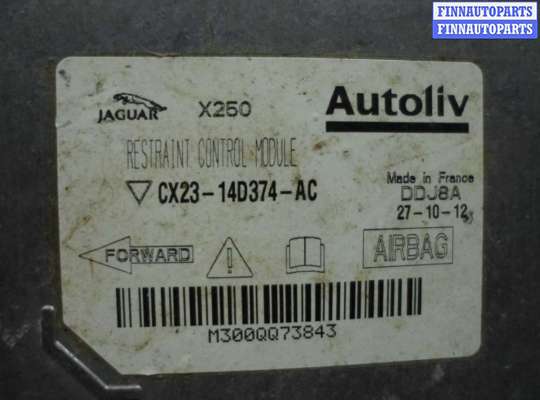 FINNAUTOPARTS
FINNAUTOPARTS
JAGUAR X250 Autoliv
RESTRAINT CONTROL MODULE
CX23-14D374-AC
Made in France
DDJ8A
27-10-12
FORWARD AIRBAG
M300QQ73843